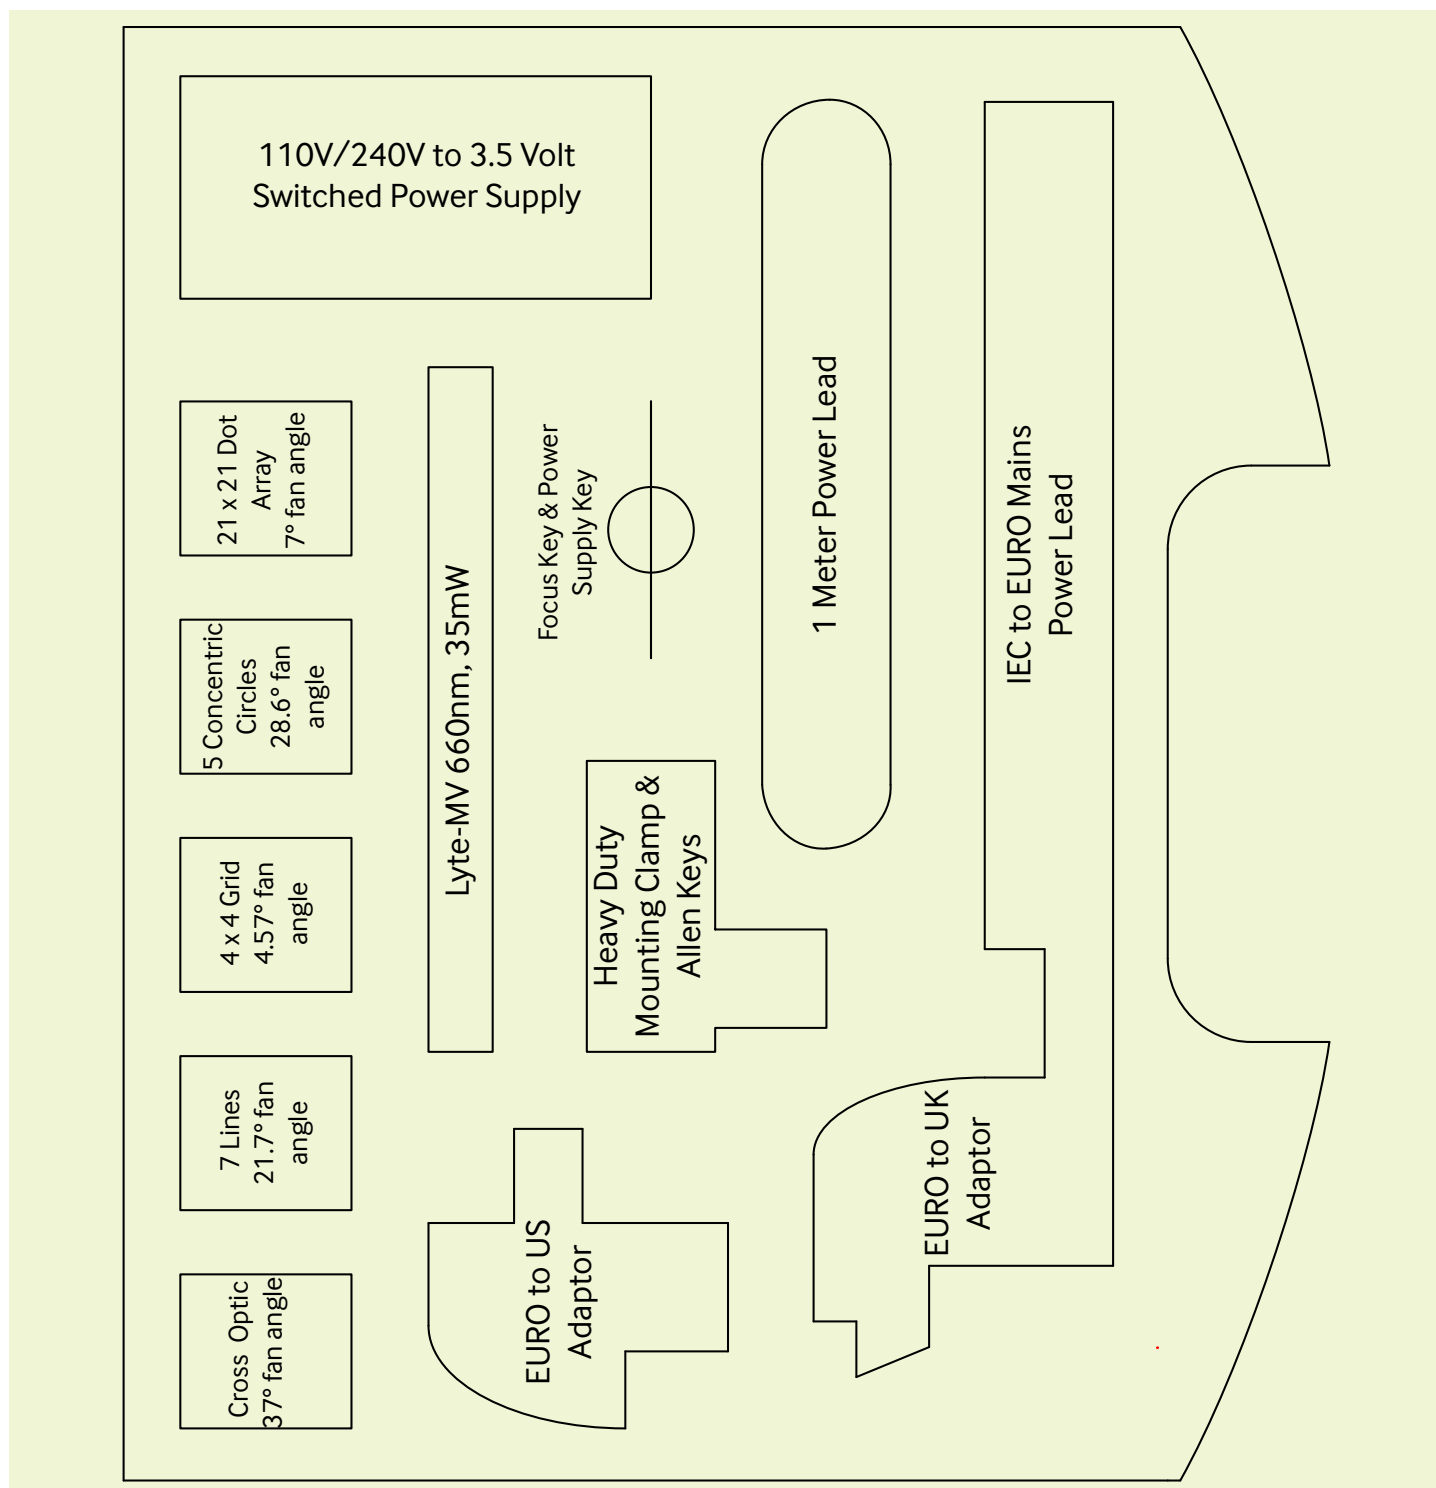 110V/240V to 3.5 Volt
Switched Power Supply
21 x 21 Dot
Array
7° fan angle
5 Concentric
Circles
28.6° fan
angle
4 x 4 Grid
4.57° fan
angle
7 Lines
21.7° fan
angle
Cross Optic
37° fan angle
Lyte-MV 660nm, 35mW
Focus Key & Power
Supply Key
Heavy Duty
Mounting Clamp &
Allen Keys
EURO to US
Adaptor
1 Meter Power Lead
IEC to EURO Mains
Power Lead
EURO to UK
Adaptor